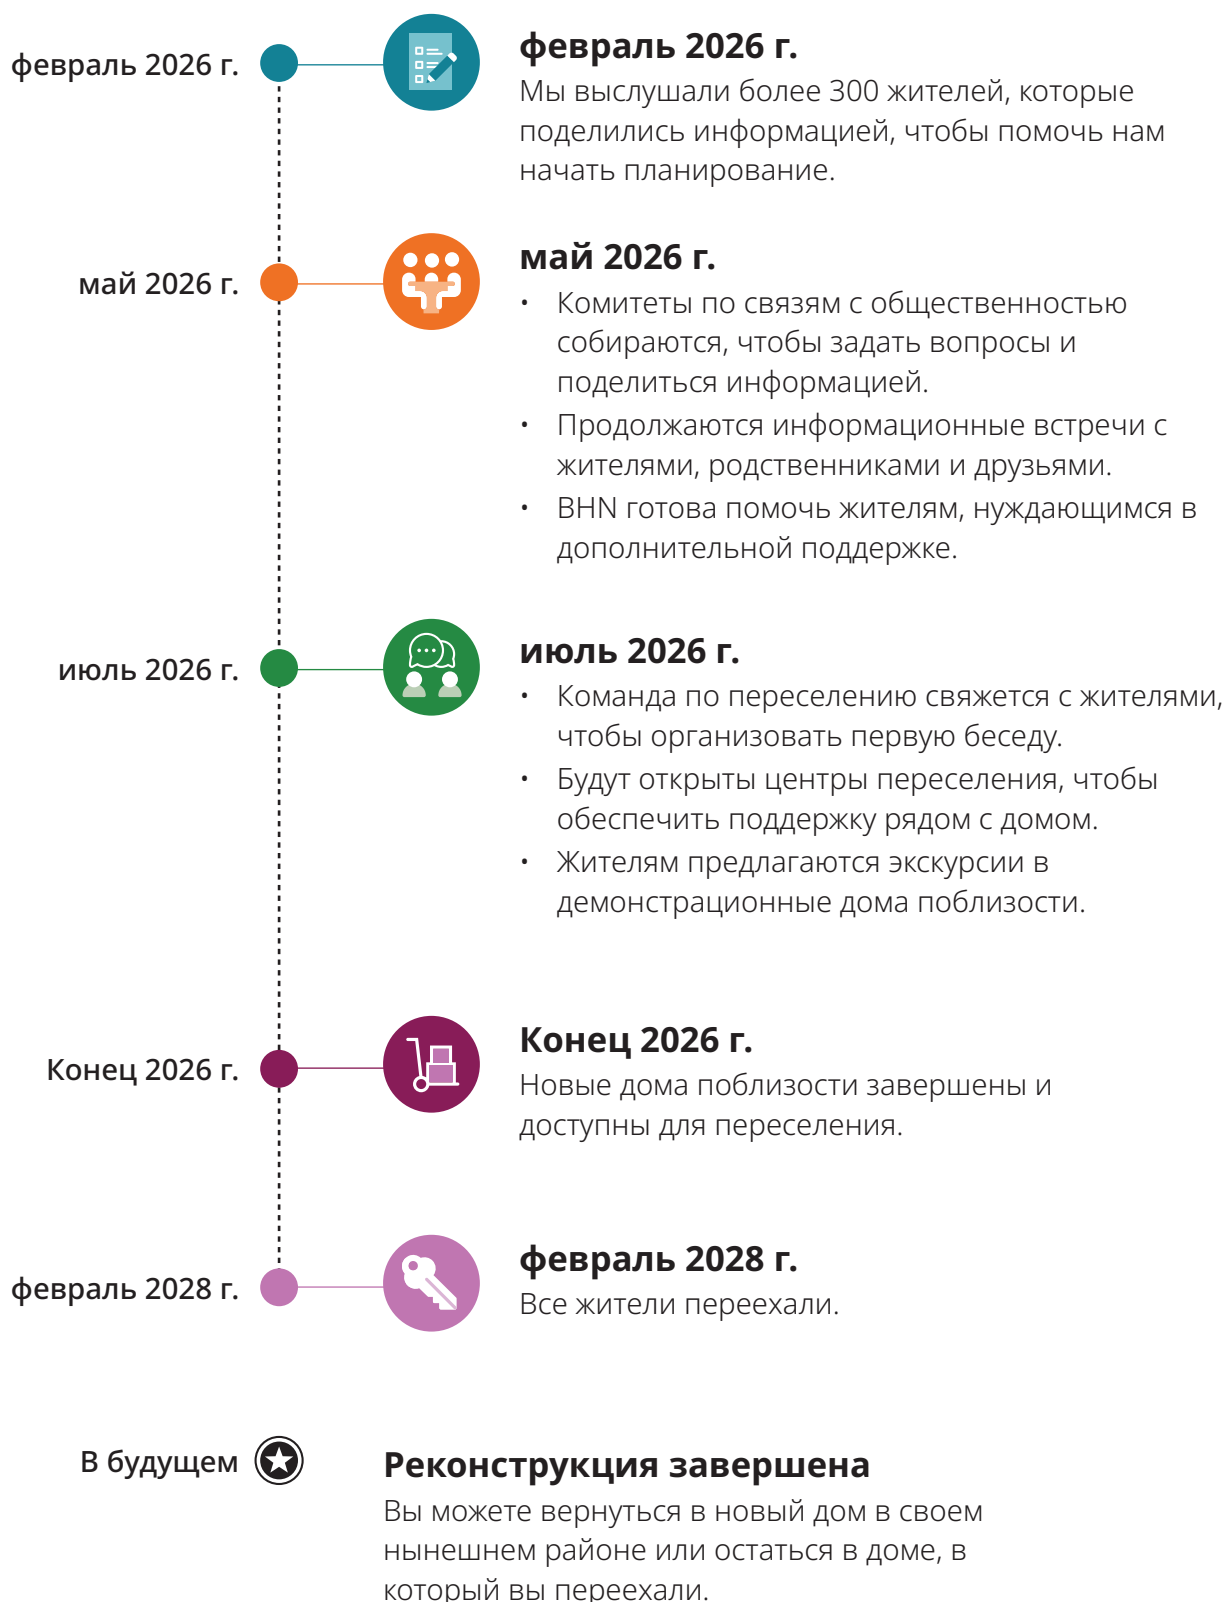 февраль 2026 г.
февраль 2026 г.
Мы выслушали более 300 жителей, которые
поделились информацией, чтобы помочь нам
начать планирование.
май 2026 г.
май 2026 г.
• Комитеты по связям с общественностью
собираются, чтобы задать вопросы и
поделиться информацией.
• Продолжаются информационные встречи с
жителями, родственниками и друзьями.
• BHN готова помочь жителям, нуждающимся в
дополнительной поддержке.
июль 2026 г.
июль 2026 г.
• Команда по переселению свяжется с жителями,
чтобы организовать первую беседу.
• Будут открыты центры переселения, чтобы
обеспечить поддержку рядом с домом.
• Жителям предлагаются экскурсии в
демонстрационные дома поблизости.
Конец 2026 г.
Конец 2026 г.
Новые дома поблизости завершены и
доступны для переселения.
февраль 2028 г.
февраль 2028 г.
Все жители переехали.
В будущем
Реконструкция завершена
Вы можете вернуться в новый дом в своем
нынешнем районе или остаться в доме, в
который вы переехали.